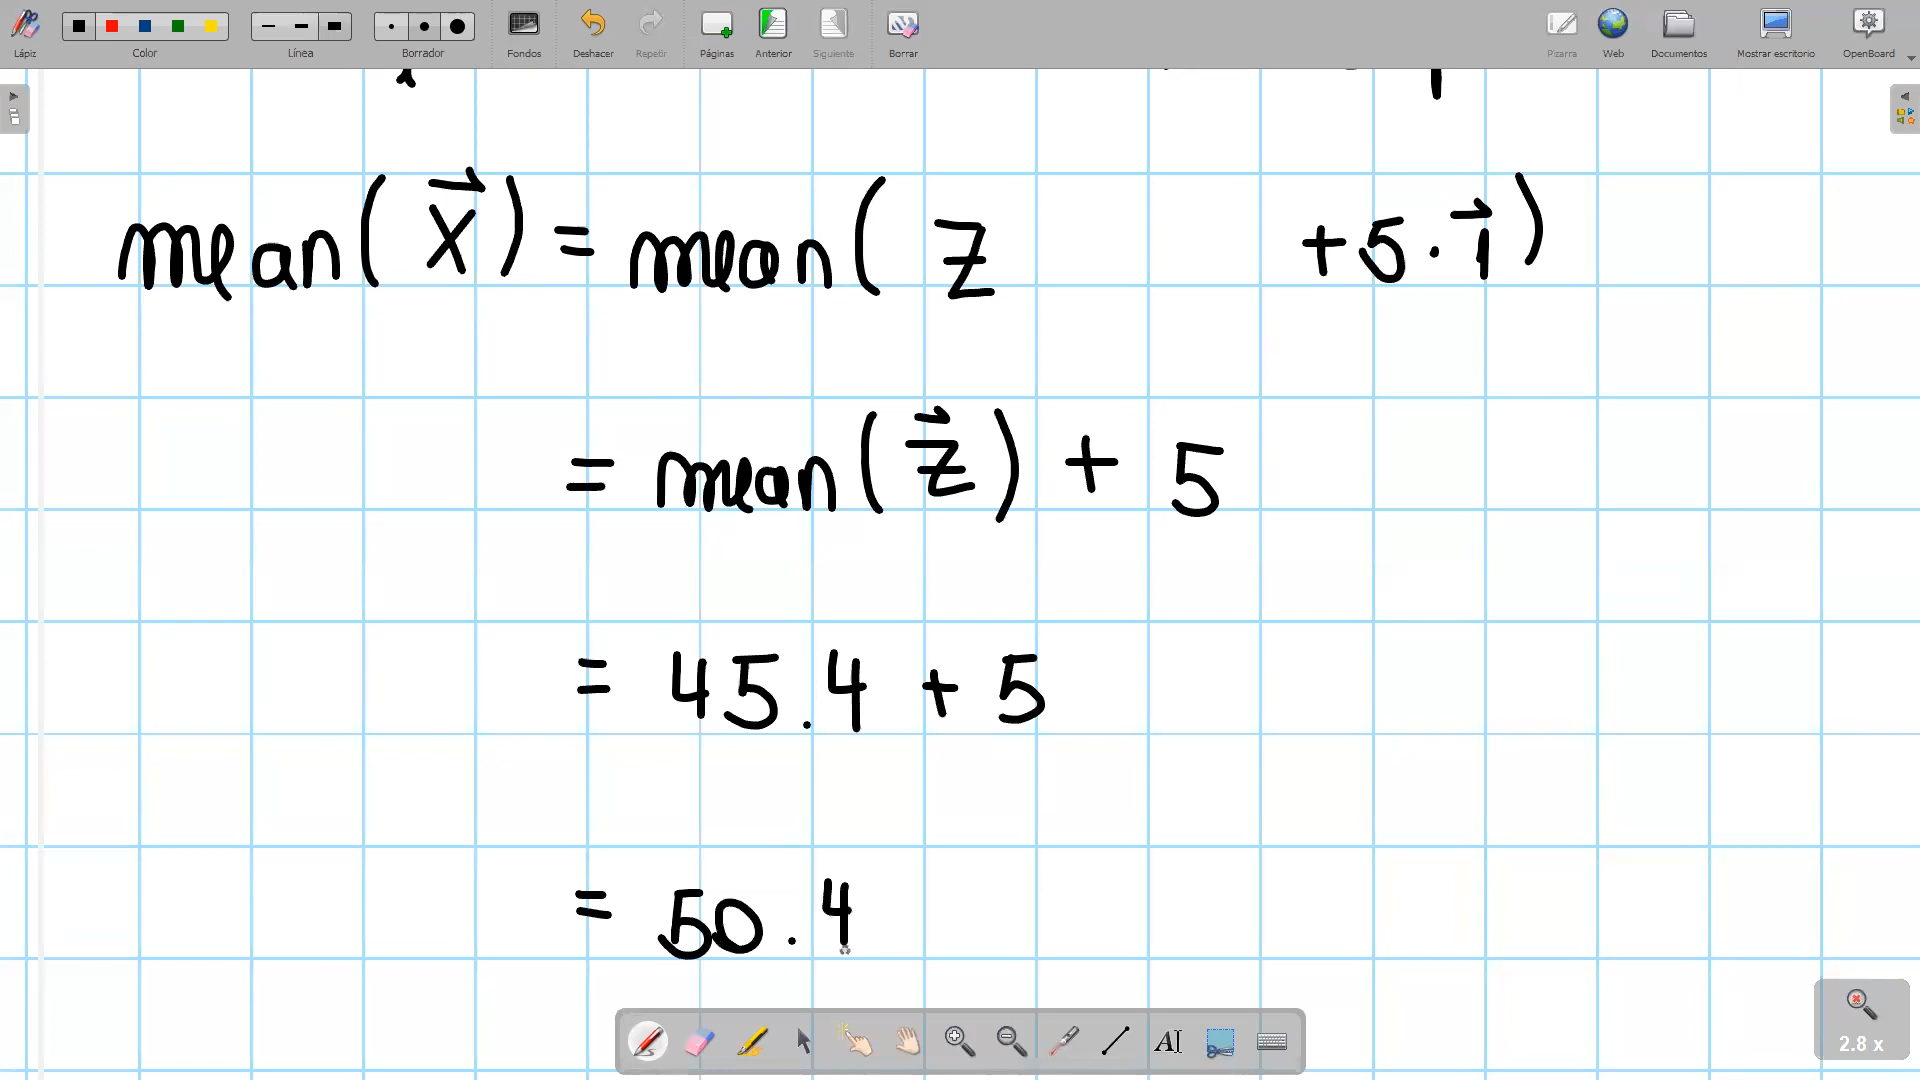 Lápiz Color Línea Borrador Fondos Deshacer Repetir Páginas Anterior Siguiente Borrar Pizarra Web Documentos Mostrar escritorio OpenBoard
mean(x⃗) = mean(z + 5 · 1⃗)
= mean(z⃗) + 5
= 45.4 + 5
= 50.4
2.8 x